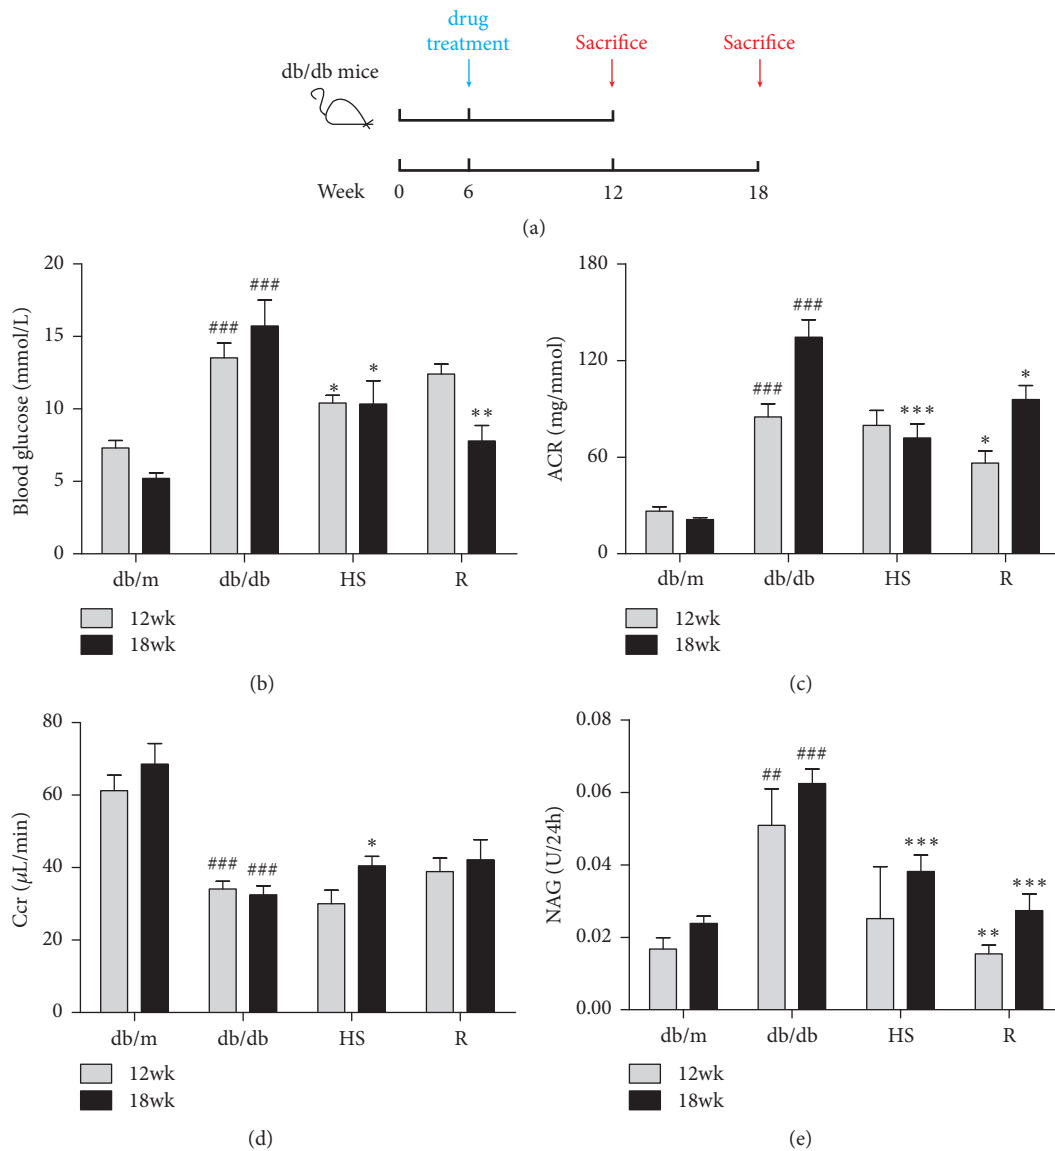 drug
treatment
Sacrifice
Sacrifice
db/db mice
Week
0
6
12
18
(a)
Blood glucose (mmol/L)
20
15
10
5
0
###
###
*
*
**
db/m
db/db
HS
R
12wk
18wk
(b)
ACR (mg/mmol)
180
120
60
0
###
###
***
*
*
db/m
db/db
HS
R
12wk
18wk
(c)
Ccr (μL/min)
80
60
40
20
0
###
###
*
db/m
db/db
HS
R
12wk
18wk
(d)
NAG (U/24h)
0.08
0.06
0.04
0.02
0.00
##
###
***
**
***
db/m
db/db
HS
R
12wk
18wk
(e)